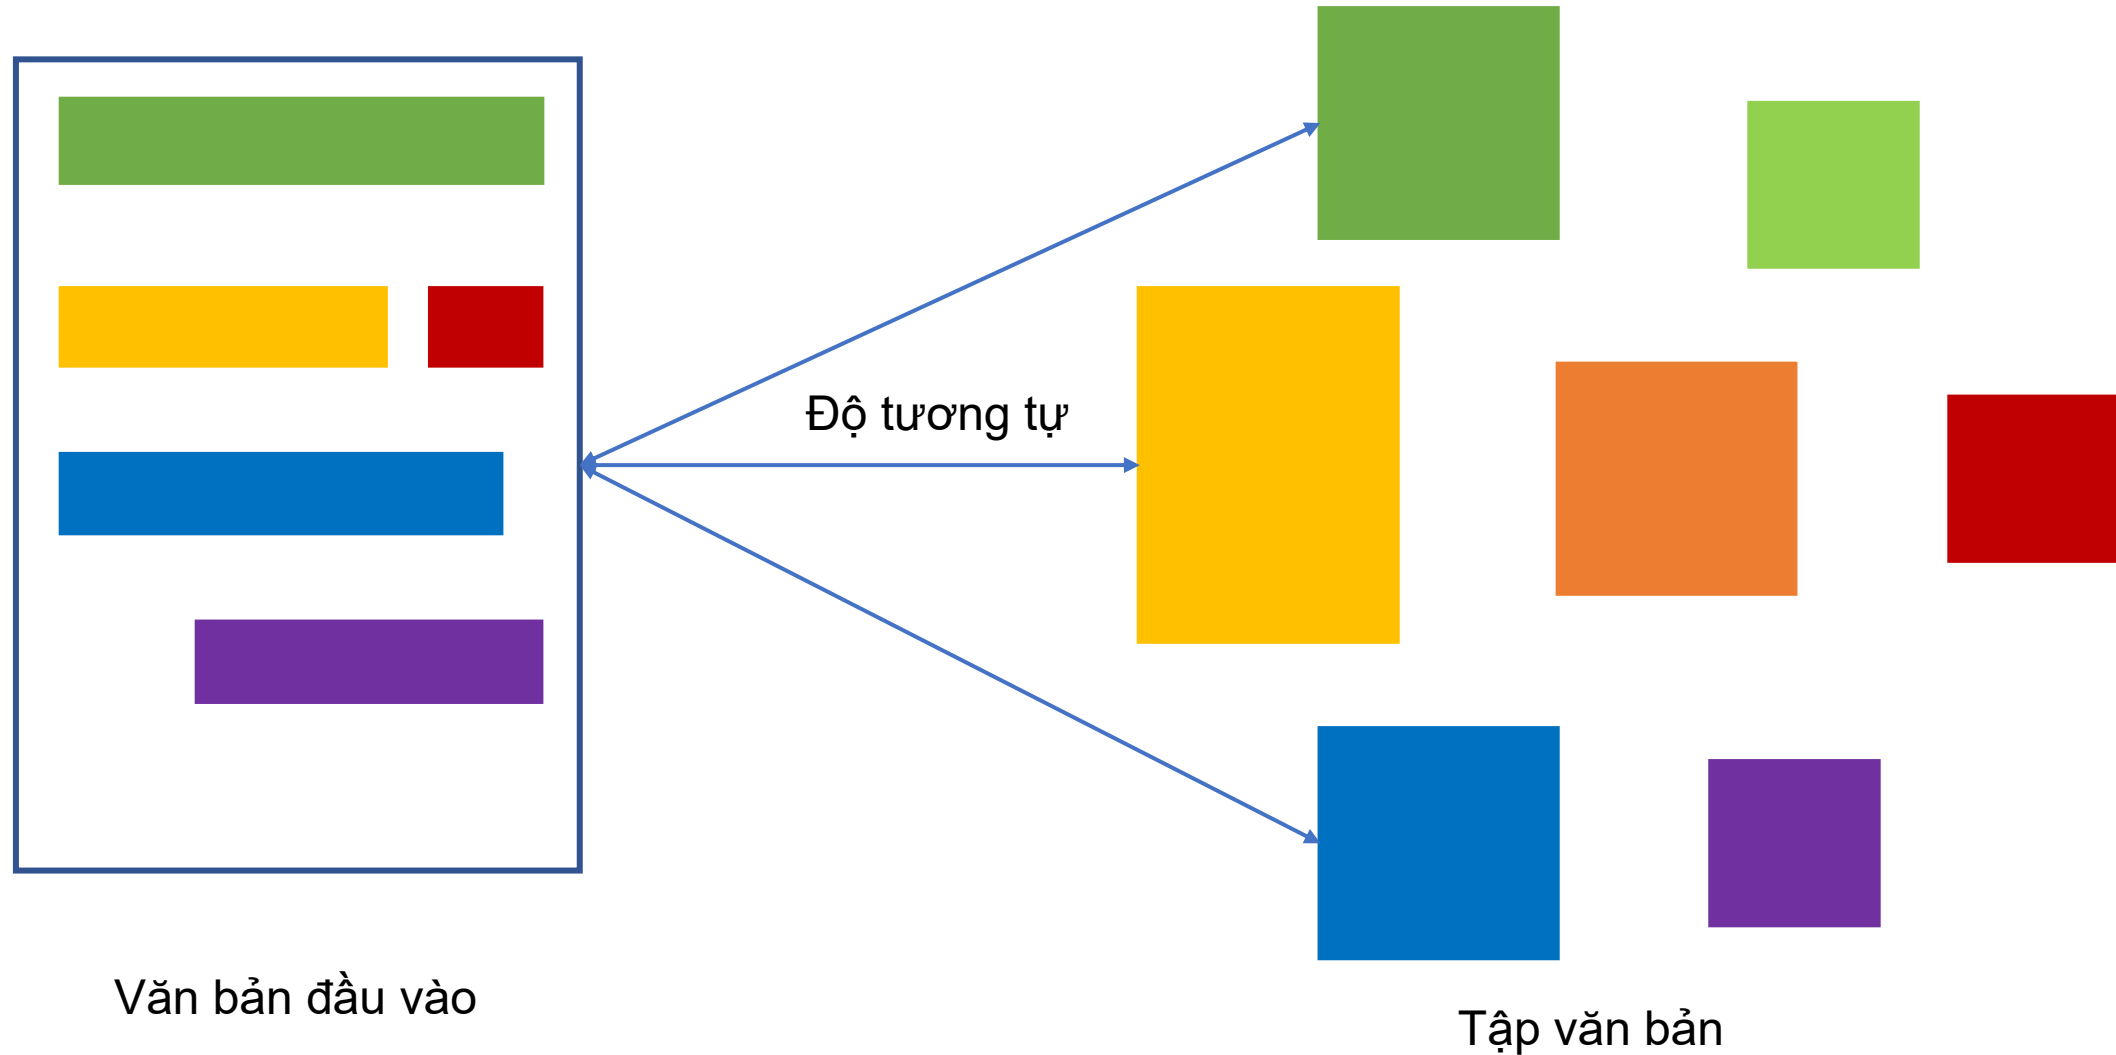 Độ tương tự
Văn bản đầu vào
Tập văn bản